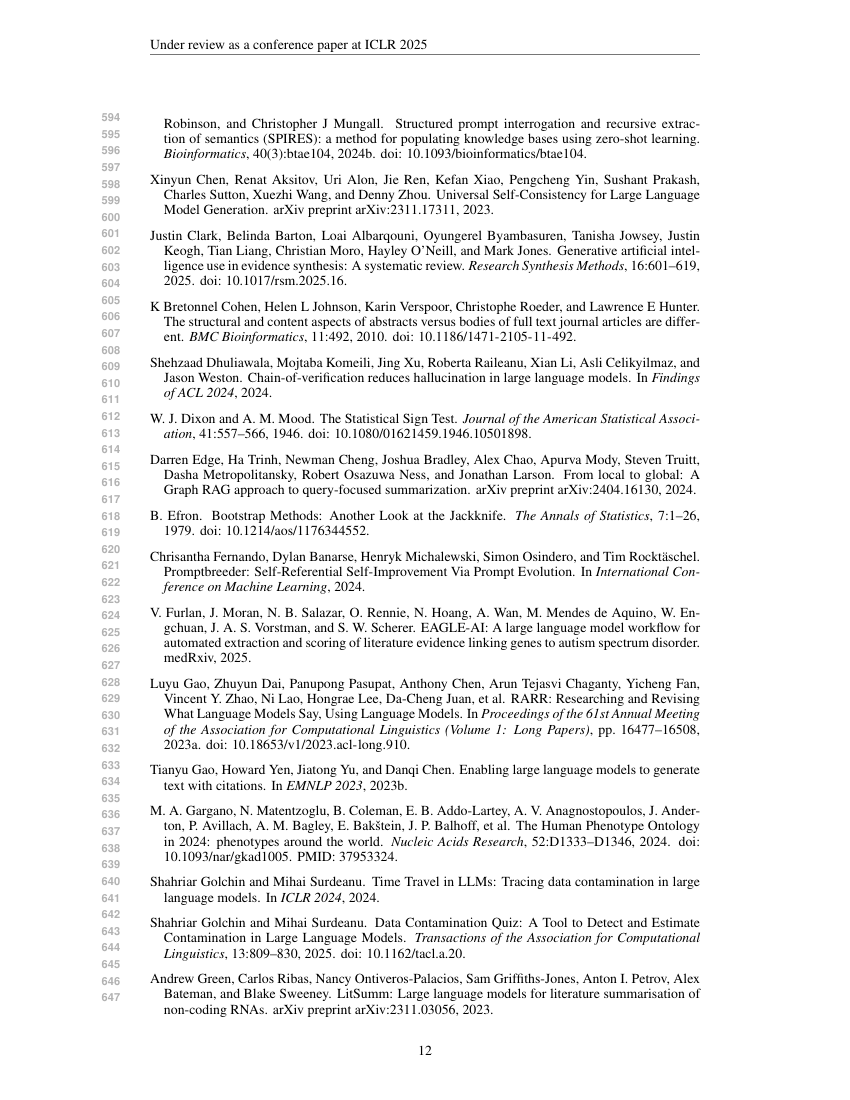 Under review as a conference paper at ICLR 2025
594
595
596
597
598
599
600
601
602
603
604
605
606
607
608
609
610
611
612
613
614
615
616
617
618
619
620
621
622
623
624
625
626
627
628
629
630
631
632
633
634
635
636
637
638
639
640
641
642
643
644
645
646
647
Robinson, and Christopher J Mungall. Structured prompt interrogation and recursive extrac-
tion of semantics (SPIRES): a method for populating knowledge bases using zero-shot learning.
Bioinformatics, 40(3):btae104, 2024b. doi: 10.1093/bioinformatics/btae104.
Xinyun Chen, Renat Aksitov, Uri Alon, Jie Ren, Kefan Xiao, Pengcheng Yin, Sushant Prakash,
Charles Sutton, Xuezhi Wang, and Denny Zhou. Universal Self-Consistency for Large Language
Model Generation. arXiv preprint arXiv:2311.17311, 2023.
Justin Clark, Belinda Barton, Loai Albarqouni, Oyungerel Byambasuren, Tanisha Jowsey, Justin
Keogh, Tian Liang, Christian Moro, Hayley O'Neill, and Mark Jones. Generative artificial intel-
ligence use in evidence synthesis: A systematic review. Research Synthesis Methods, 16:601–619,
2025. doi: 10.1017/rsm.2025.16.
K Bretonnel Cohen, Helen L Johnson, Karin Verspoor, Christophe Roeder, and Lawrence E Hunter.
The structural and content aspects of abstracts versus bodies of full text journal articles are differ-
ent. BMC Bioinformatics, 11:492, 2010. doi: 10.1186/1471-2105-11-492.
Shehzaad Dhuliawala, Mojtaba Komeili, Jing Xu, Roberta Raileanu, Xian Li, Asli Celikyilmaz, and
Jason Weston. Chain-of-verification reduces hallucination in large language models. In Findings
of ACL 2024, 2024.
W. J. Dixon and A. M. Mood. The Statistical Sign Test. Journal of the American Statistical Associ-
ation, 41:557–566, 1946. doi: 10.1080/01621459.1946.10501898.
Darren Edge, Ha Trinh, Newman Cheng, Joshua Bradley, Alex Chao, Apurva Mody, Steven Truitt,
Dasha Metropolitansky, Robert Osazuwa Ness, and Jonathan Larson. From local to global: A
Graph RAG approach to query-focused summarization. arXiv preprint arXiv:2404.16130, 2024.
B. Efron. Bootstrap Methods: Another Look at the Jackknife. The Annals of Statistics, 7:1–26,
1979. doi: 10.1214/aos/1176344552.
Chrisantha Fernando, Dylan Banarse, Henryk Michalewski, Simon Osindero, and Tim Rocktäschel.
Promptbreeder: Self-Referential Self-Improvement Via Prompt Evolution. In International Con-
ference on Machine Learning, 2024.
V. Furlan, J. Moran, N. B. Salazar, O. Rennie, N. Hoang, A. Wan, M. Mendes de Aquino, W. En-
gchuan, J. A. S. Vorstman, and S. W. Scherer. EAGLE-AI: A large language model workflow for
automated extraction and scoring of literature evidence linking genes to autism spectrum disorder.
medRxiv, 2025.
Luyu Gao, Zhuyun Dai, Panupong Pasupat, Anthony Chen, Arun Tejasvi Chaganty, Yicheng Fan,
Vincent Y. Zhao, Ni Lao, Hongrae Lee, Da-Cheng Juan, et al. RARR: Researching and Revising
What Language Models Say, Using Language Models. In Proceedings of the 61st Annual Meeting
of the Association for Computational Linguistics (Volume 1: Long Papers), pp. 16477–16508,
2023a. doi: 10.18653/v1/2023.acl-long.910.
Tianyu Gao, Howard Yen, Jiatong Yu, and Danqi Chen. Enabling large language models to generate
text with citations. In EMNLP 2023, 2023b.
M. A. Gargano, N. Matentzoglu, B. Coleman, E. B. Addo-Lartey, A. V. Anagnostopoulos, J. Ander-
ton, P. Avillach, A. M. Bagley, E. Bakštein, J. P. Balhoff, et al. The Human Phenotype Ontology
in 2024: phenotypes around the world. Nucleic Acids Research, 52:D1333–D1346, 2024. doi:
10.1093/nar/gkad1005. PMID: 37953324.
Shahriar Golchin and Mihai Surdeanu. Time Travel in LLMs: Tracing data contamination in large
language models. In ICLR 2024, 2024.
Shahriar Golchin and Mihai Surdeanu. Data Contamination Quiz: A Tool to Detect and Estimate
Contamination in Large Language Models. Transactions of the Association for Computational
Linguistics, 13:809–830, 2025. doi: 10.1162/tacl.a.20.
Andrew Green, Carlos Ribas, Nancy Ontiveros-Palacios, Sam Griffiths-Jones, Anton I. Petrov, Alex
Bateman, and Blake Sweeney. LitSumm: Large language models for literature summarisation of
non-coding RNAs. arXiv preprint arXiv:2311.03056, 2023.
12